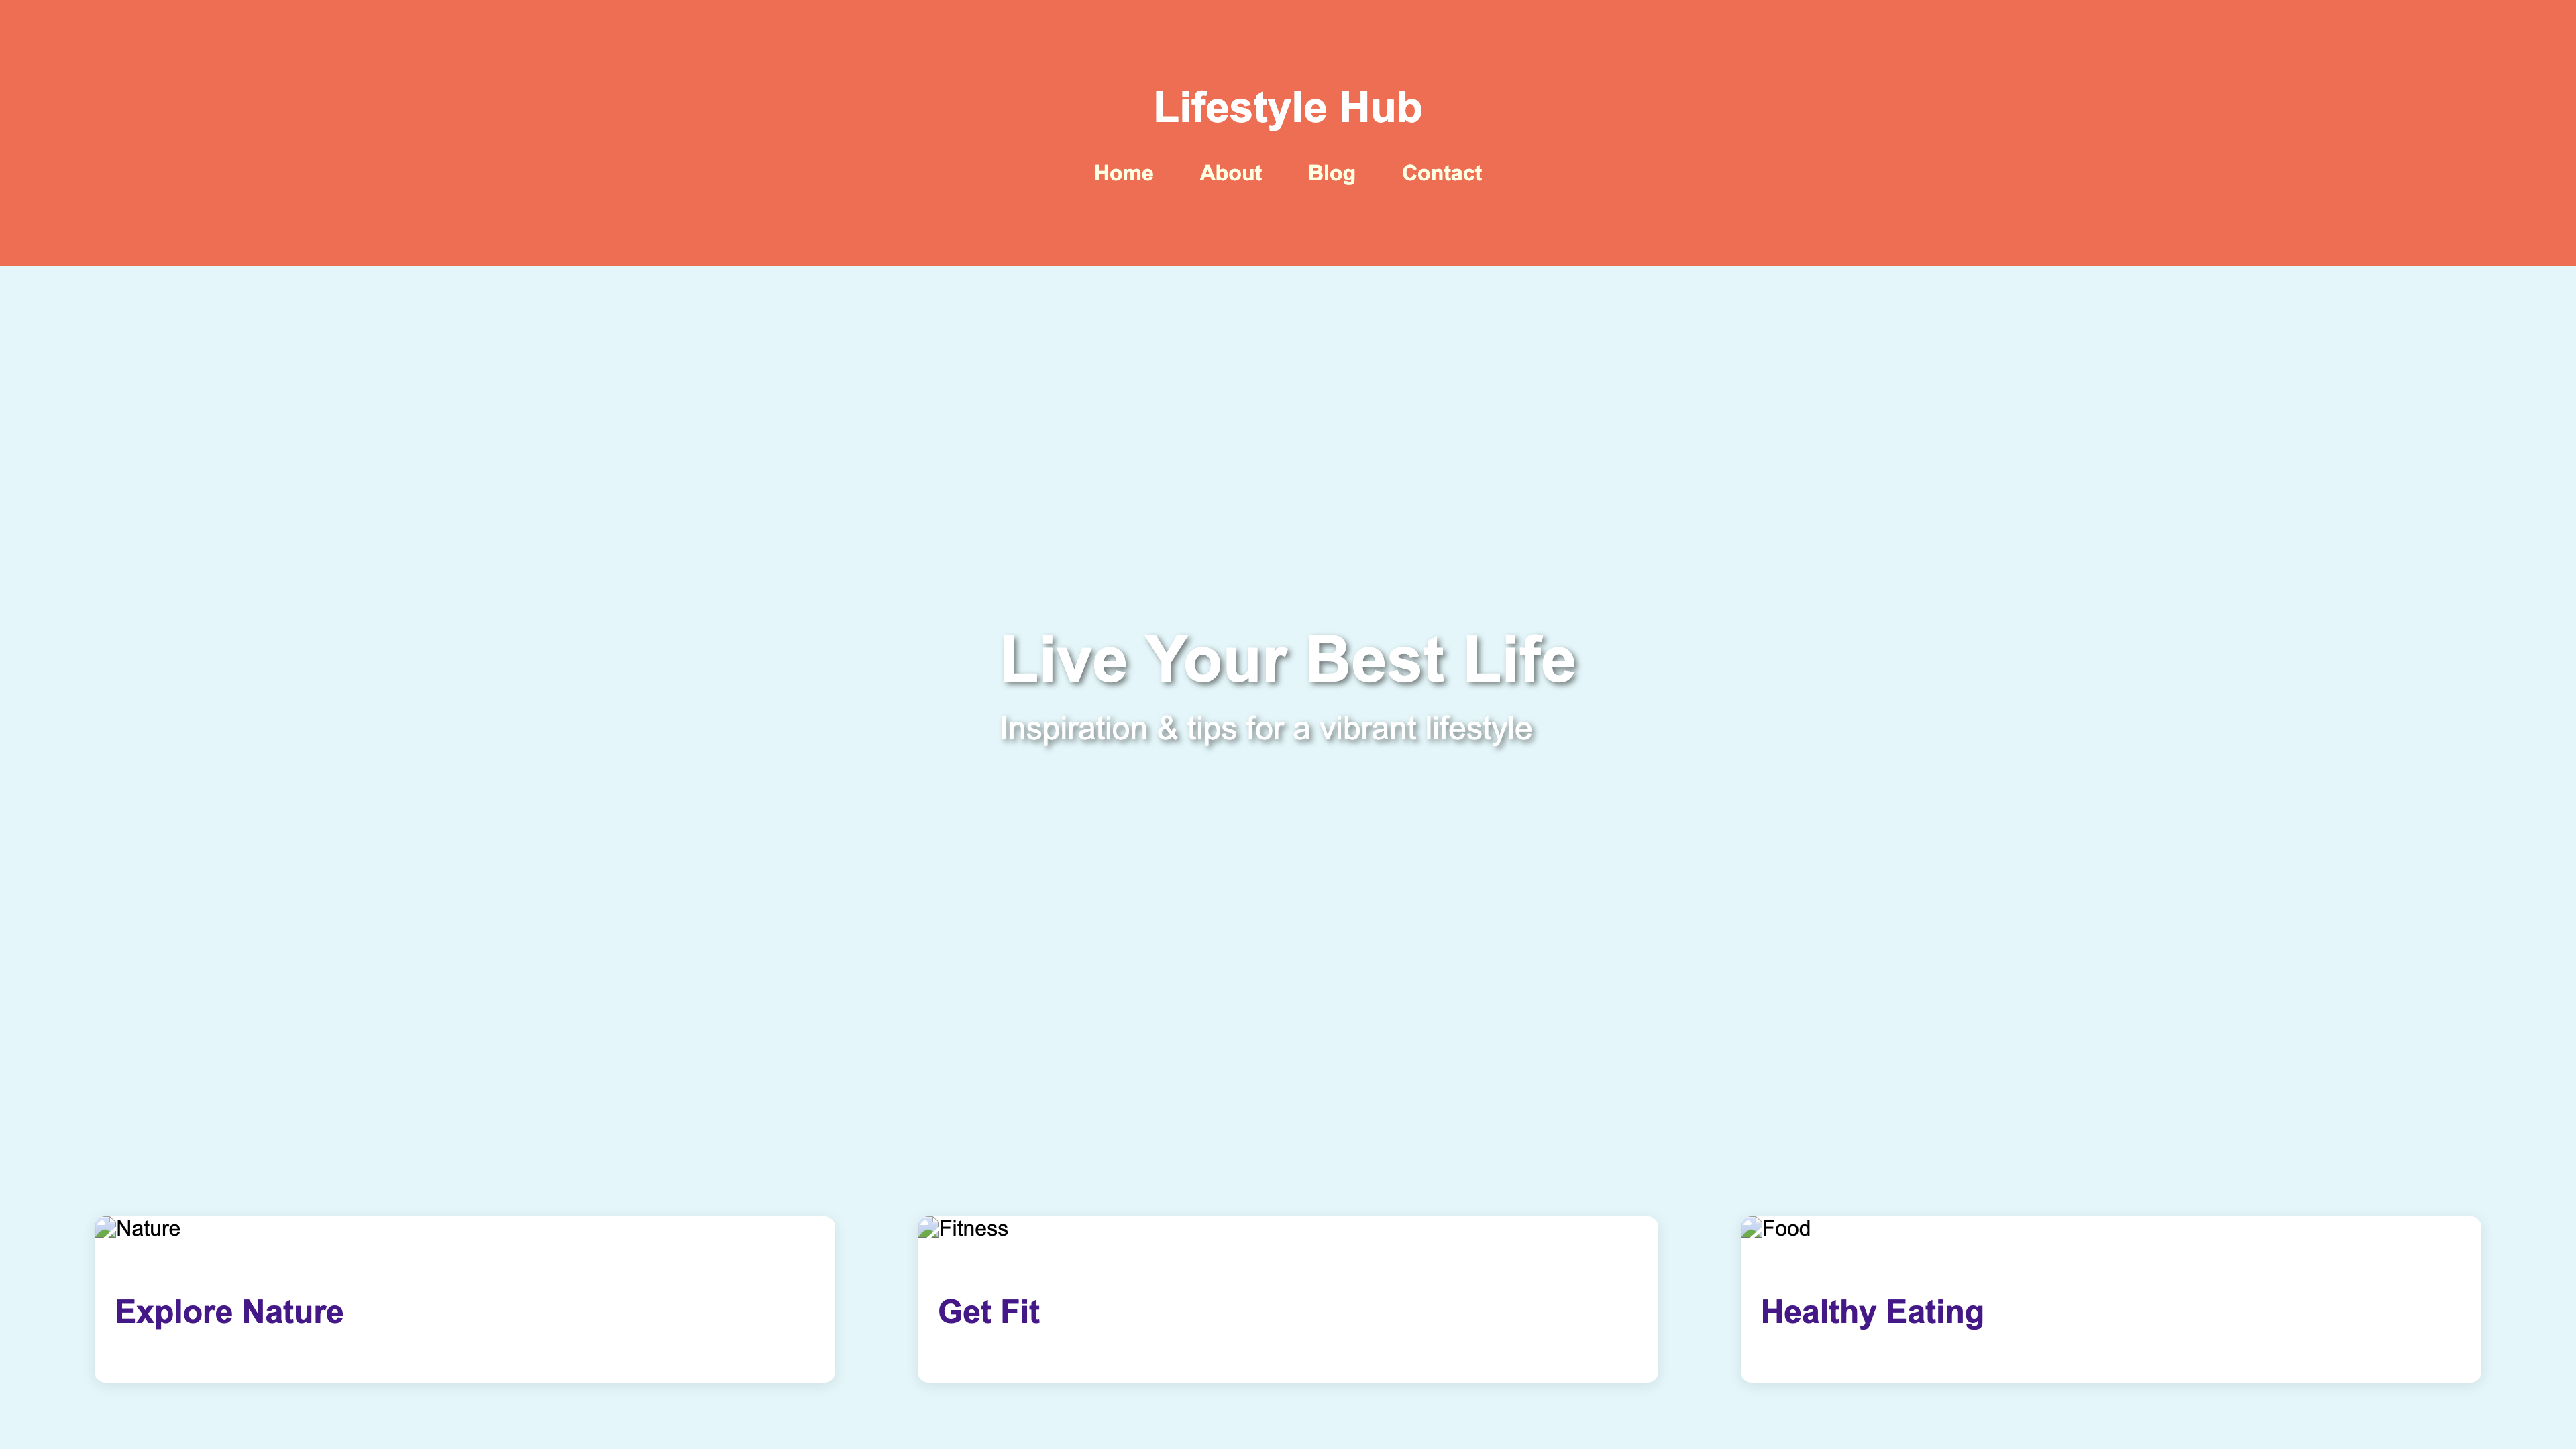 Lifestyle Hub
Home About Blog Contact
Live Your Best Life
Inspiration & tips for a vibrant lifestyle
Nature
Explore Nature
Fitness
Get Fit
Food
Healthy Eating